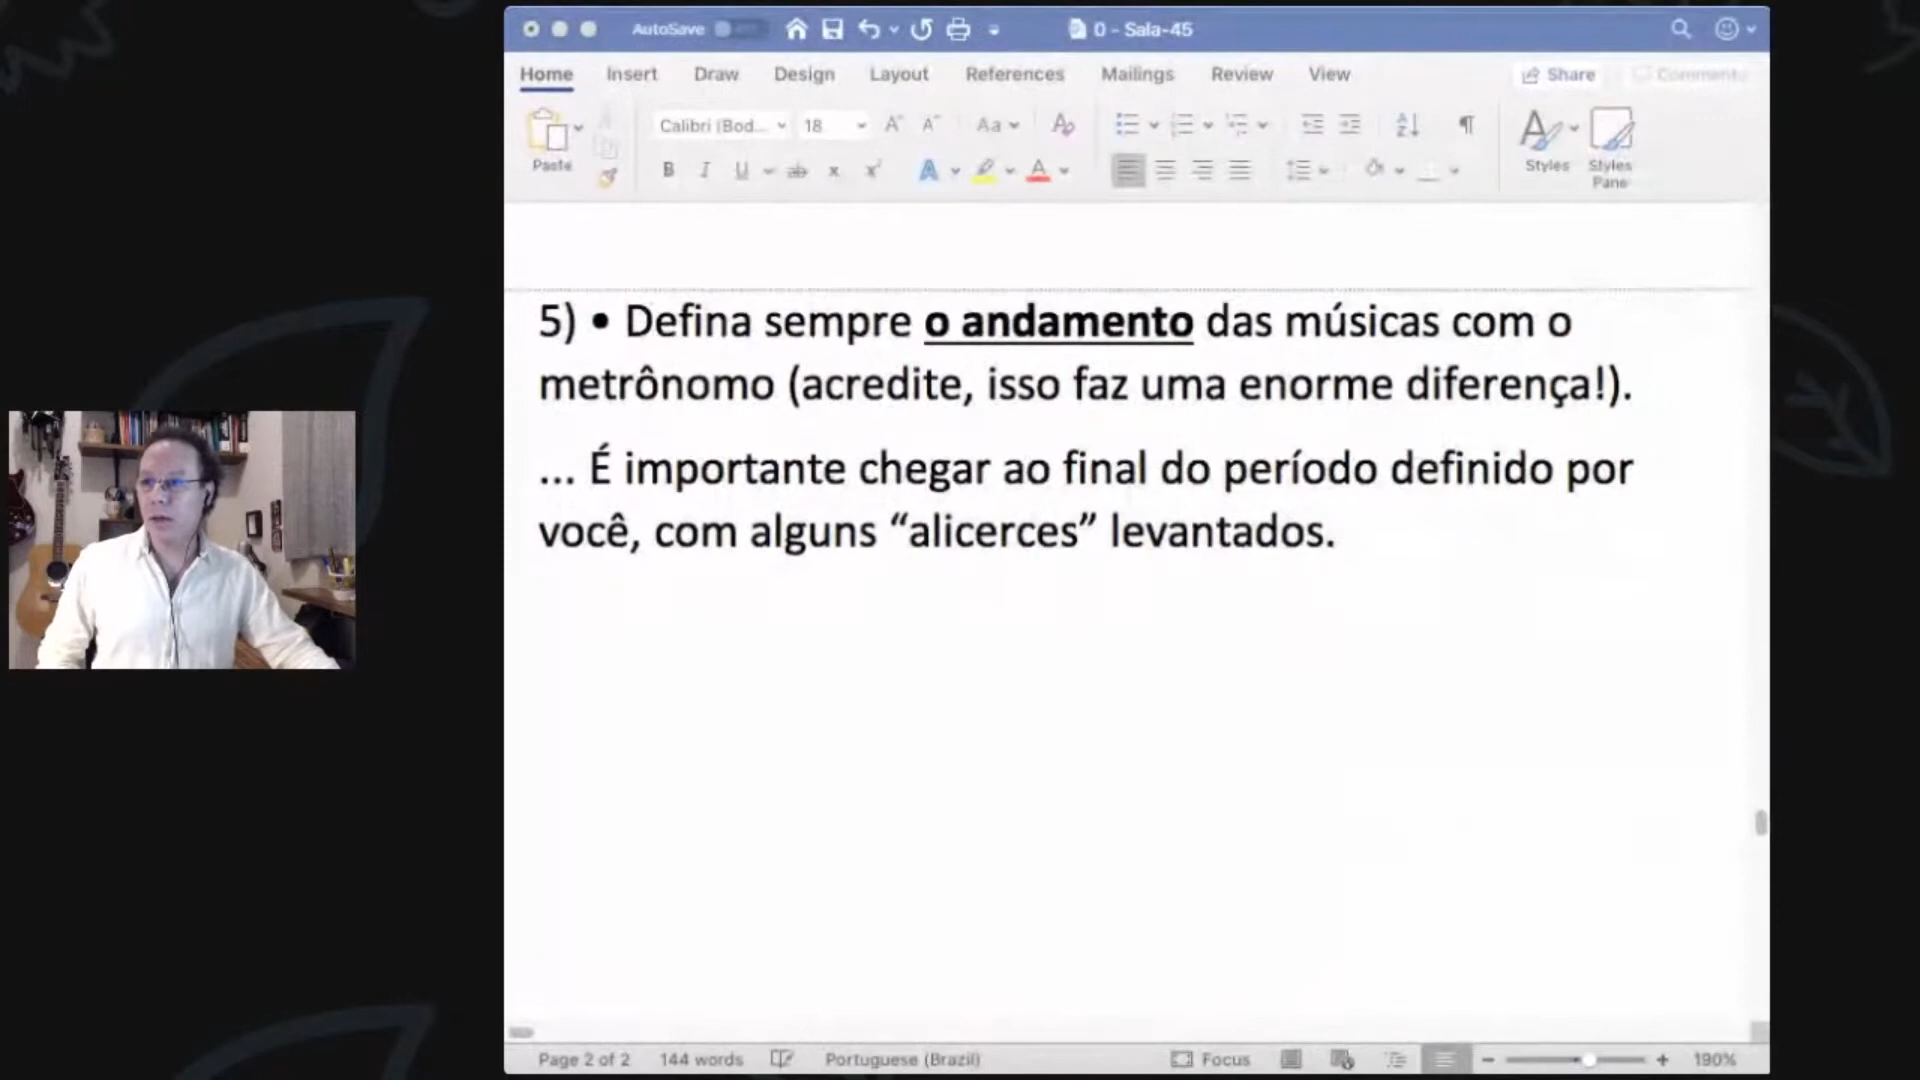 AutoSave
0 - Sala-45
Home Insert Draw Design Layout References Mailings Review View
Share Comments
Calibri (Bod... 18
Paste
Styles
Styles Pane
5) • Defina sempre o andamento das músicas com o
metrônomo (acredite, isso faz uma enorme diferença!).
... É importante chegar ao final do período definido por
você, com alguns “alicerces” levantados.
Page 2 of 2 144 words Portuguese (Brazil) Focus 190%